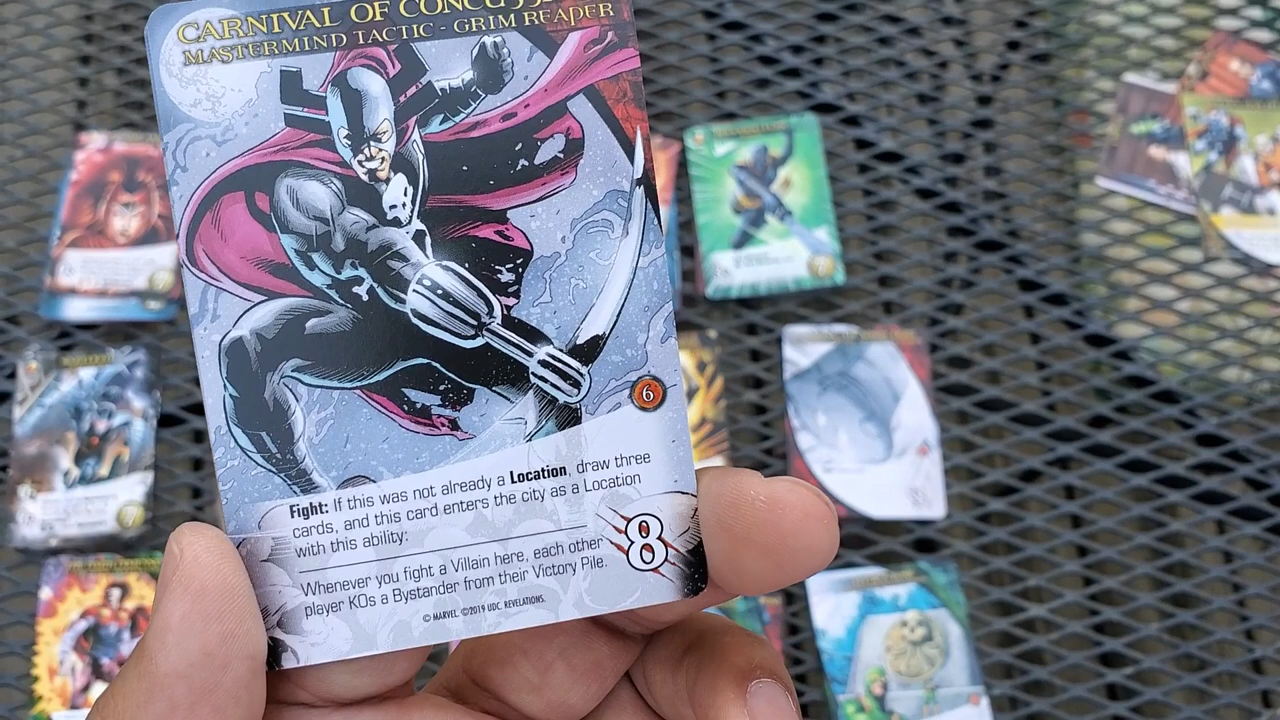 CARNIVAL OF
MASTERMIND TACTIC - GRIM REAPER
6
Fight: If this was not already a Location, draw three
cards, and this card enters the city as a Location
with this ability:
8
Whenever you fight a Villain here, each other
player KOs a Bystander from their Victory Pile.
© MARVEL. ©2019 UDC. REVELATIONS.